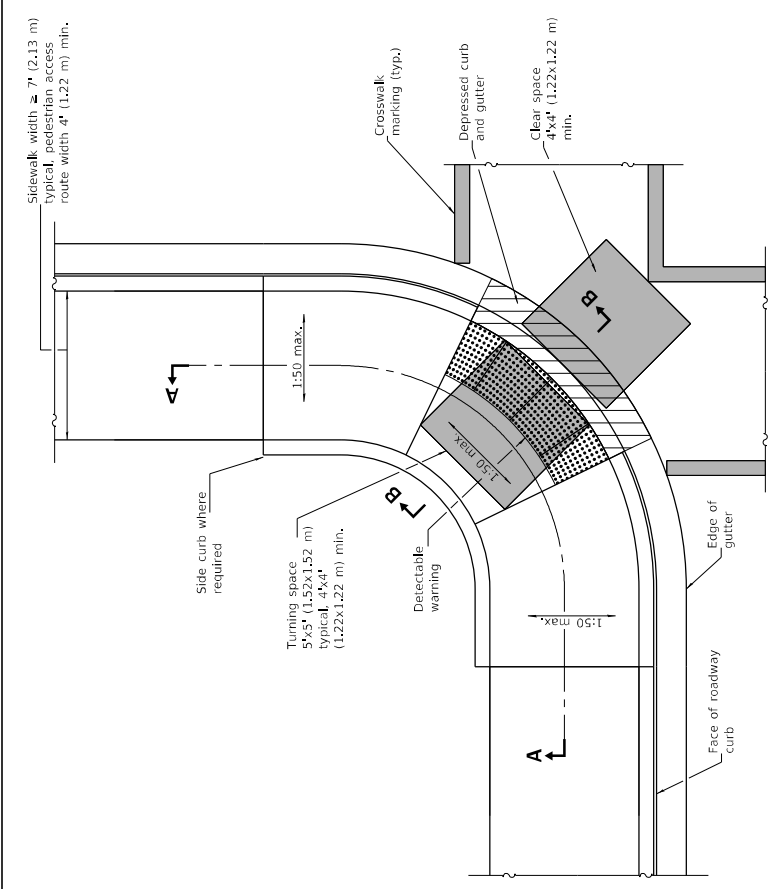 Sidewalk width ≥ 7' (2.13 m)
typical, pedestrian access
route width 4' (1.22 m) min.
Crosswalk
marking (typ.)
Depressed curb
and gutter
Clear space
4'x4' (1.22x1.22 m)
min.
A
1:50 max.
B
1:50 max.
B
Side curb where
required
Turning space
5'x5' (1.52x1.52 m)
typical, 4'x4'
(1.22x1.22 m) min.
Detectable
warning
1:50 max.
A
Edge of
gutter
Face of roadway
curb